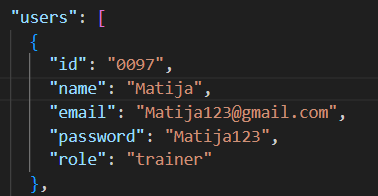 "users": [
{
"id": "0097",
"name": "Matija",
"email": "Matija123@gmail.com",
"password": "Matija123",
"role": "trainer"
},